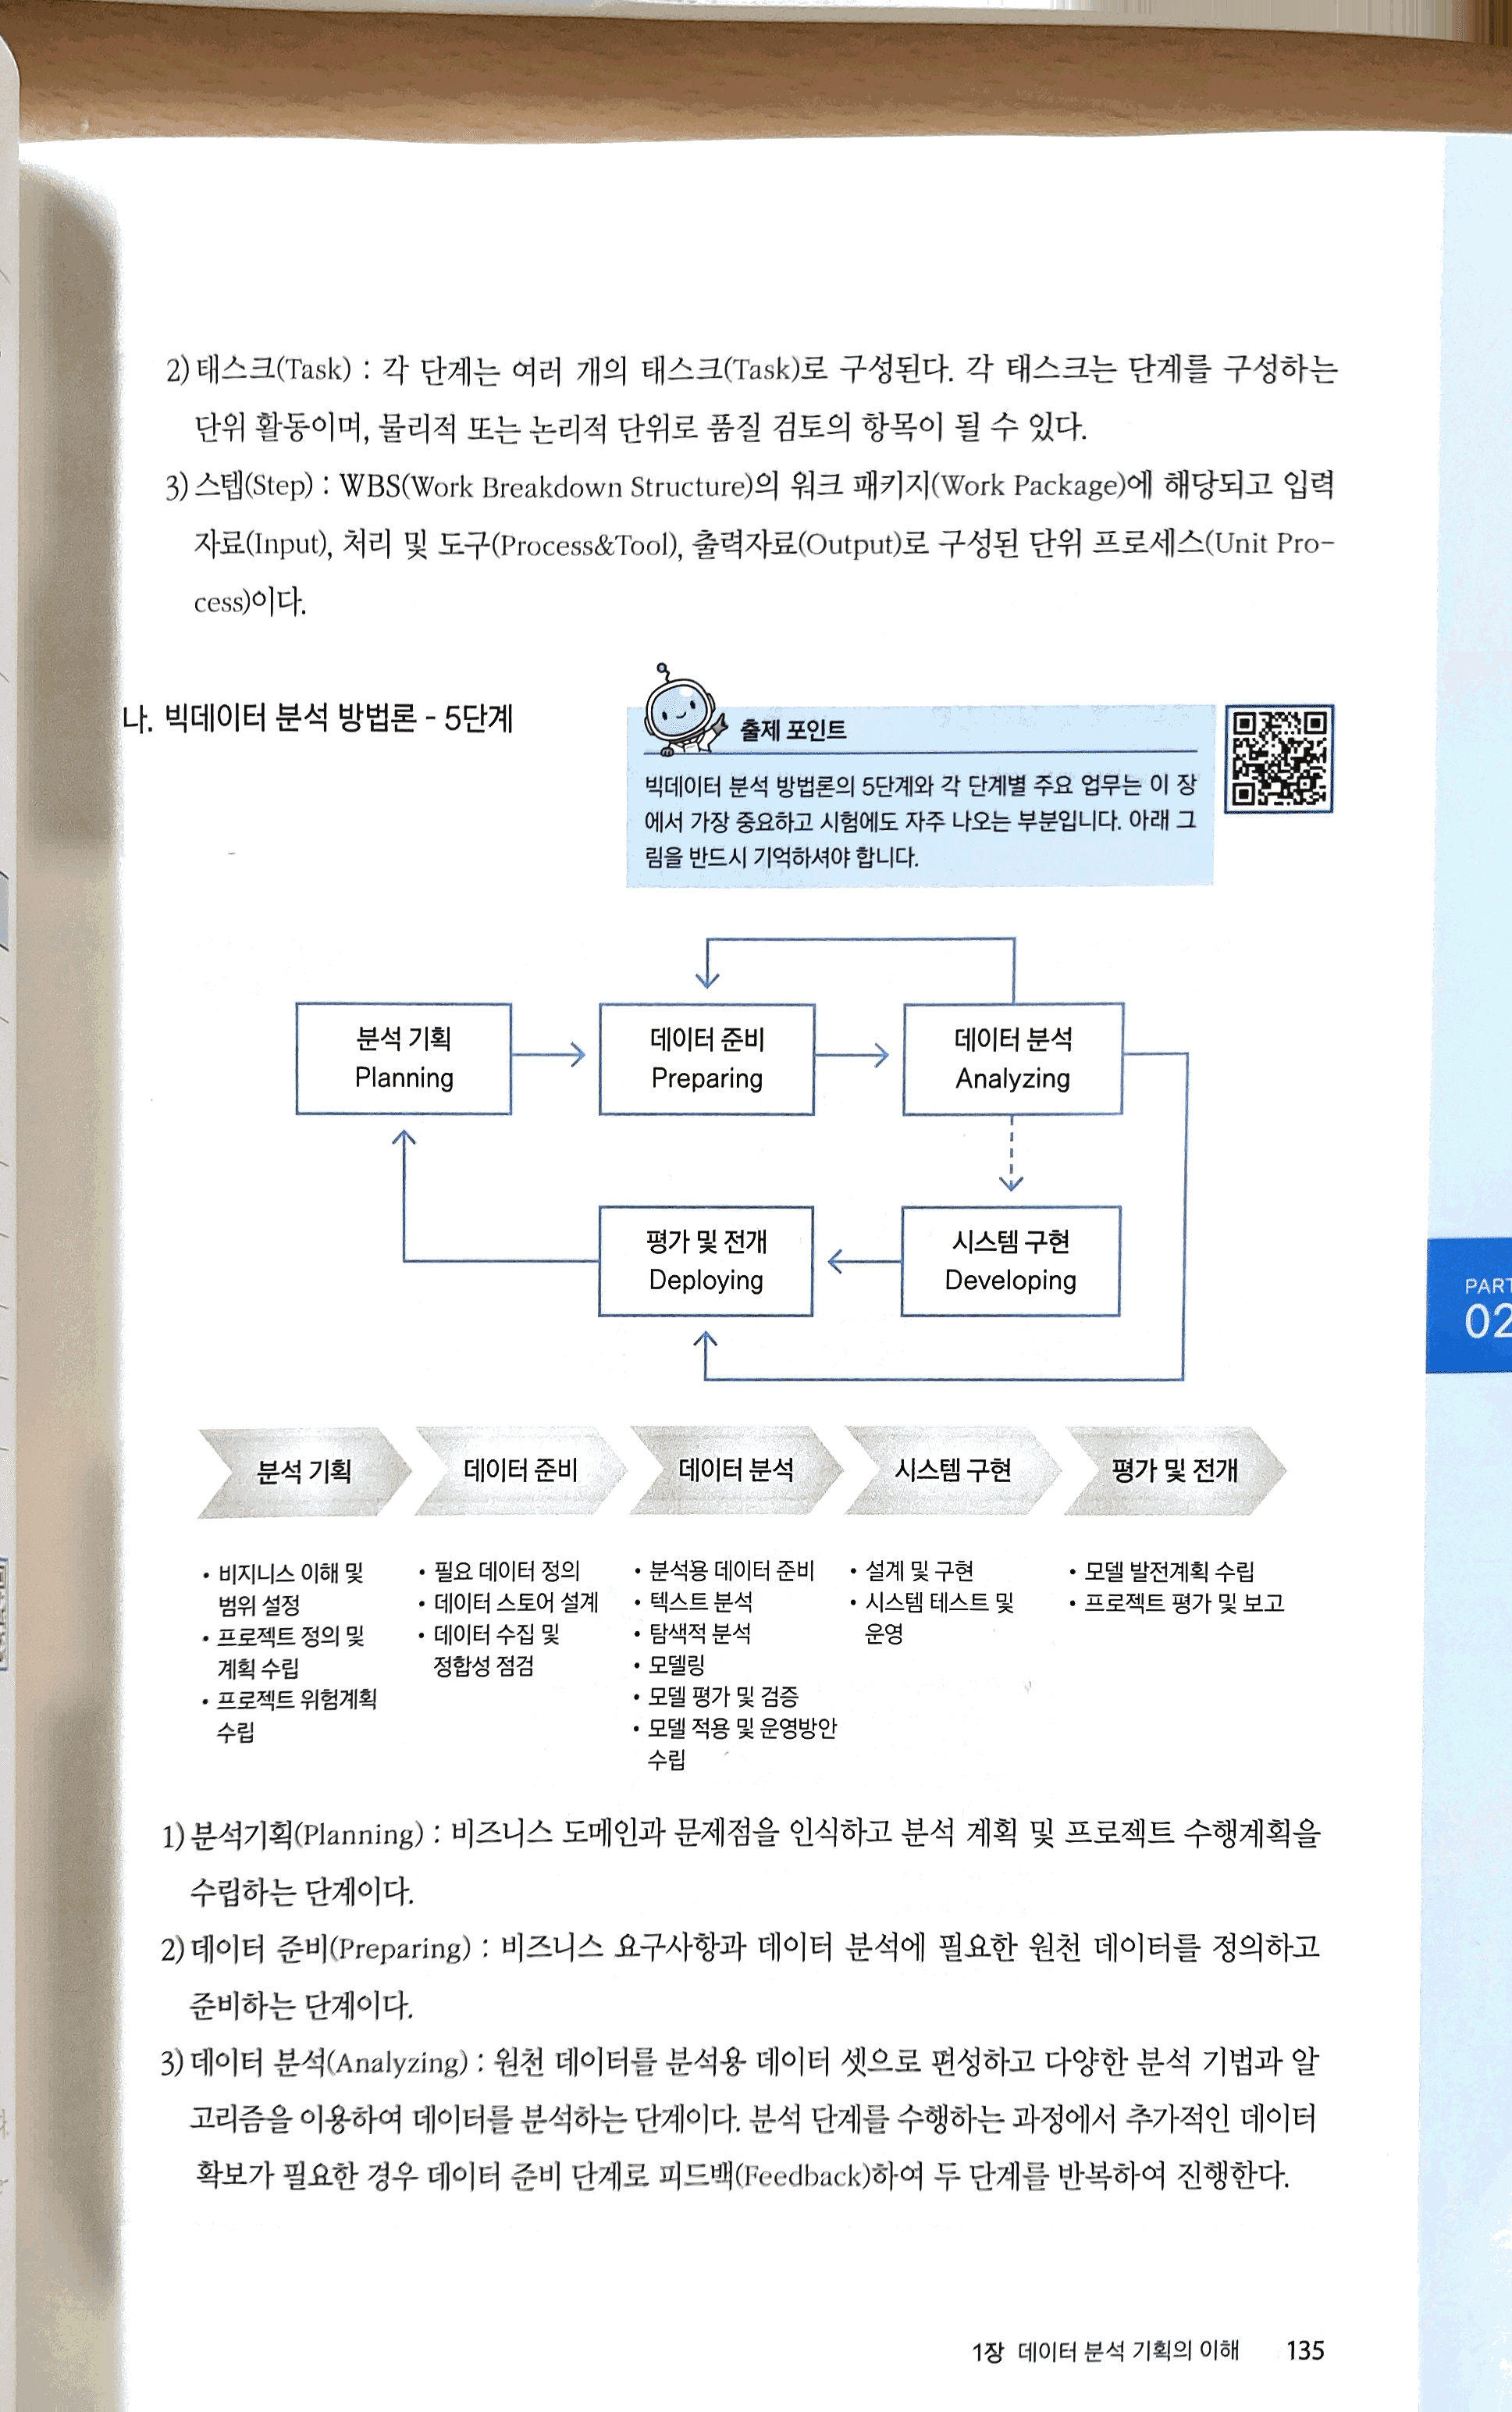 2) 태스크(Task) : 각 단계는 여러 개의 태스크(Task)로 구성된다. 각 태스크는 단계를 구성하는
단위 활동이며, 물리적 또는 논리적 단위로 품질 검토의 항목이 될 수 있다.
3) 스텝(Step) : WBS(Work Breakdown Structure)의 워크 패키지(Work Package)에 해당되고 입력
자료(Input), 처리 및 도구(Process&Tool), 출력자료(Output)로 구성된 단위 프로세스(Unit Pro-
cess)이다.
나. 빅데이터 분석 방법론 - 5단계
출제 포인트
빅데이터 분석 방법론의 5단계와 각 단계별 주요 업무는 이 장
에서 가장 중요하고 시험에도 자주 나오는 부분입니다. 아래 그
림을 반드시 기억하셔야 합니다.
분석 기획
Planning
데이터 준비
Preparing
데이터 분석
Analyzing
평가 및 전개
Deploying
시스템 구현
Developing
PART
02
분석 기획
데이터 준비
데이터 분석
시스템 구현
평가 및 전개
• 비지니스 이해 및
범위 설정
• 프로젝트 정의 및
계획 수립
• 프로젝트 위험계획
수립
• 필요 데이터 정의
• 데이터 스토어 설계
• 데이터 수집 및
정합성 점검
• 분석용 데이터 준비
• 텍스트 분석
• 탐색적 분석
• 모델링
• 모델 평가 및 검증
• 모델 적용 및 운영방안
수립
• 설계 및 구현
• 시스템 테스트 및
운영
• 모델 발전계획 수립
• 프로젝트 평가 및 보고
1) 분석기획(Planning) : 비즈니스 도메인과 문제점을 인식하고 분석 계획 및 프로젝트 수행계획을
수립하는 단계이다.
2) 데이터 준비(Preparing) : 비즈니스 요구사항과 데이터 분석에 필요한 원천 데이터를 정의하고
준비하는 단계이다.
3) 데이터 분석(Analyzing) : 원천 데이터를 분석용 데이터 셋으로 편성하고 다양한 분석 기법과 알
고리즘을 이용하여 데이터를 분석하는 단계이다. 분석 단계를 수행하는 과정에서 추가적인 데이터
확보가 필요한 경우 데이터 준비 단계로 피드백(Feedback)하여 두 단계를 반복하여 진행한다.
1장 데이터 분석 기획의 이해 135